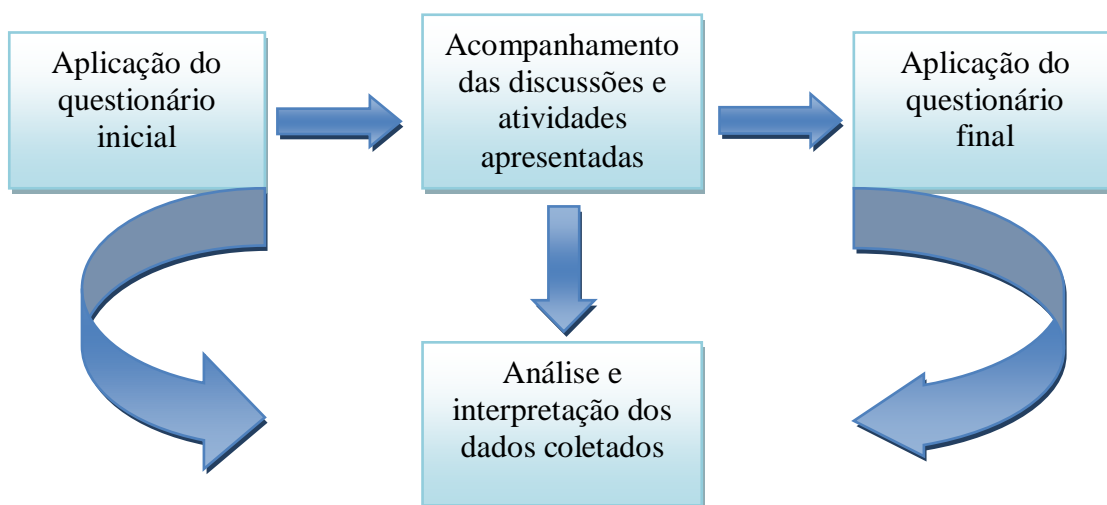 Aplicação do
questionário
inicial
Acompanhamento
das discussões e
atividades
apresentadas
Aplicação do
questionário
final
Análise e
interpretação dos
dados coletados